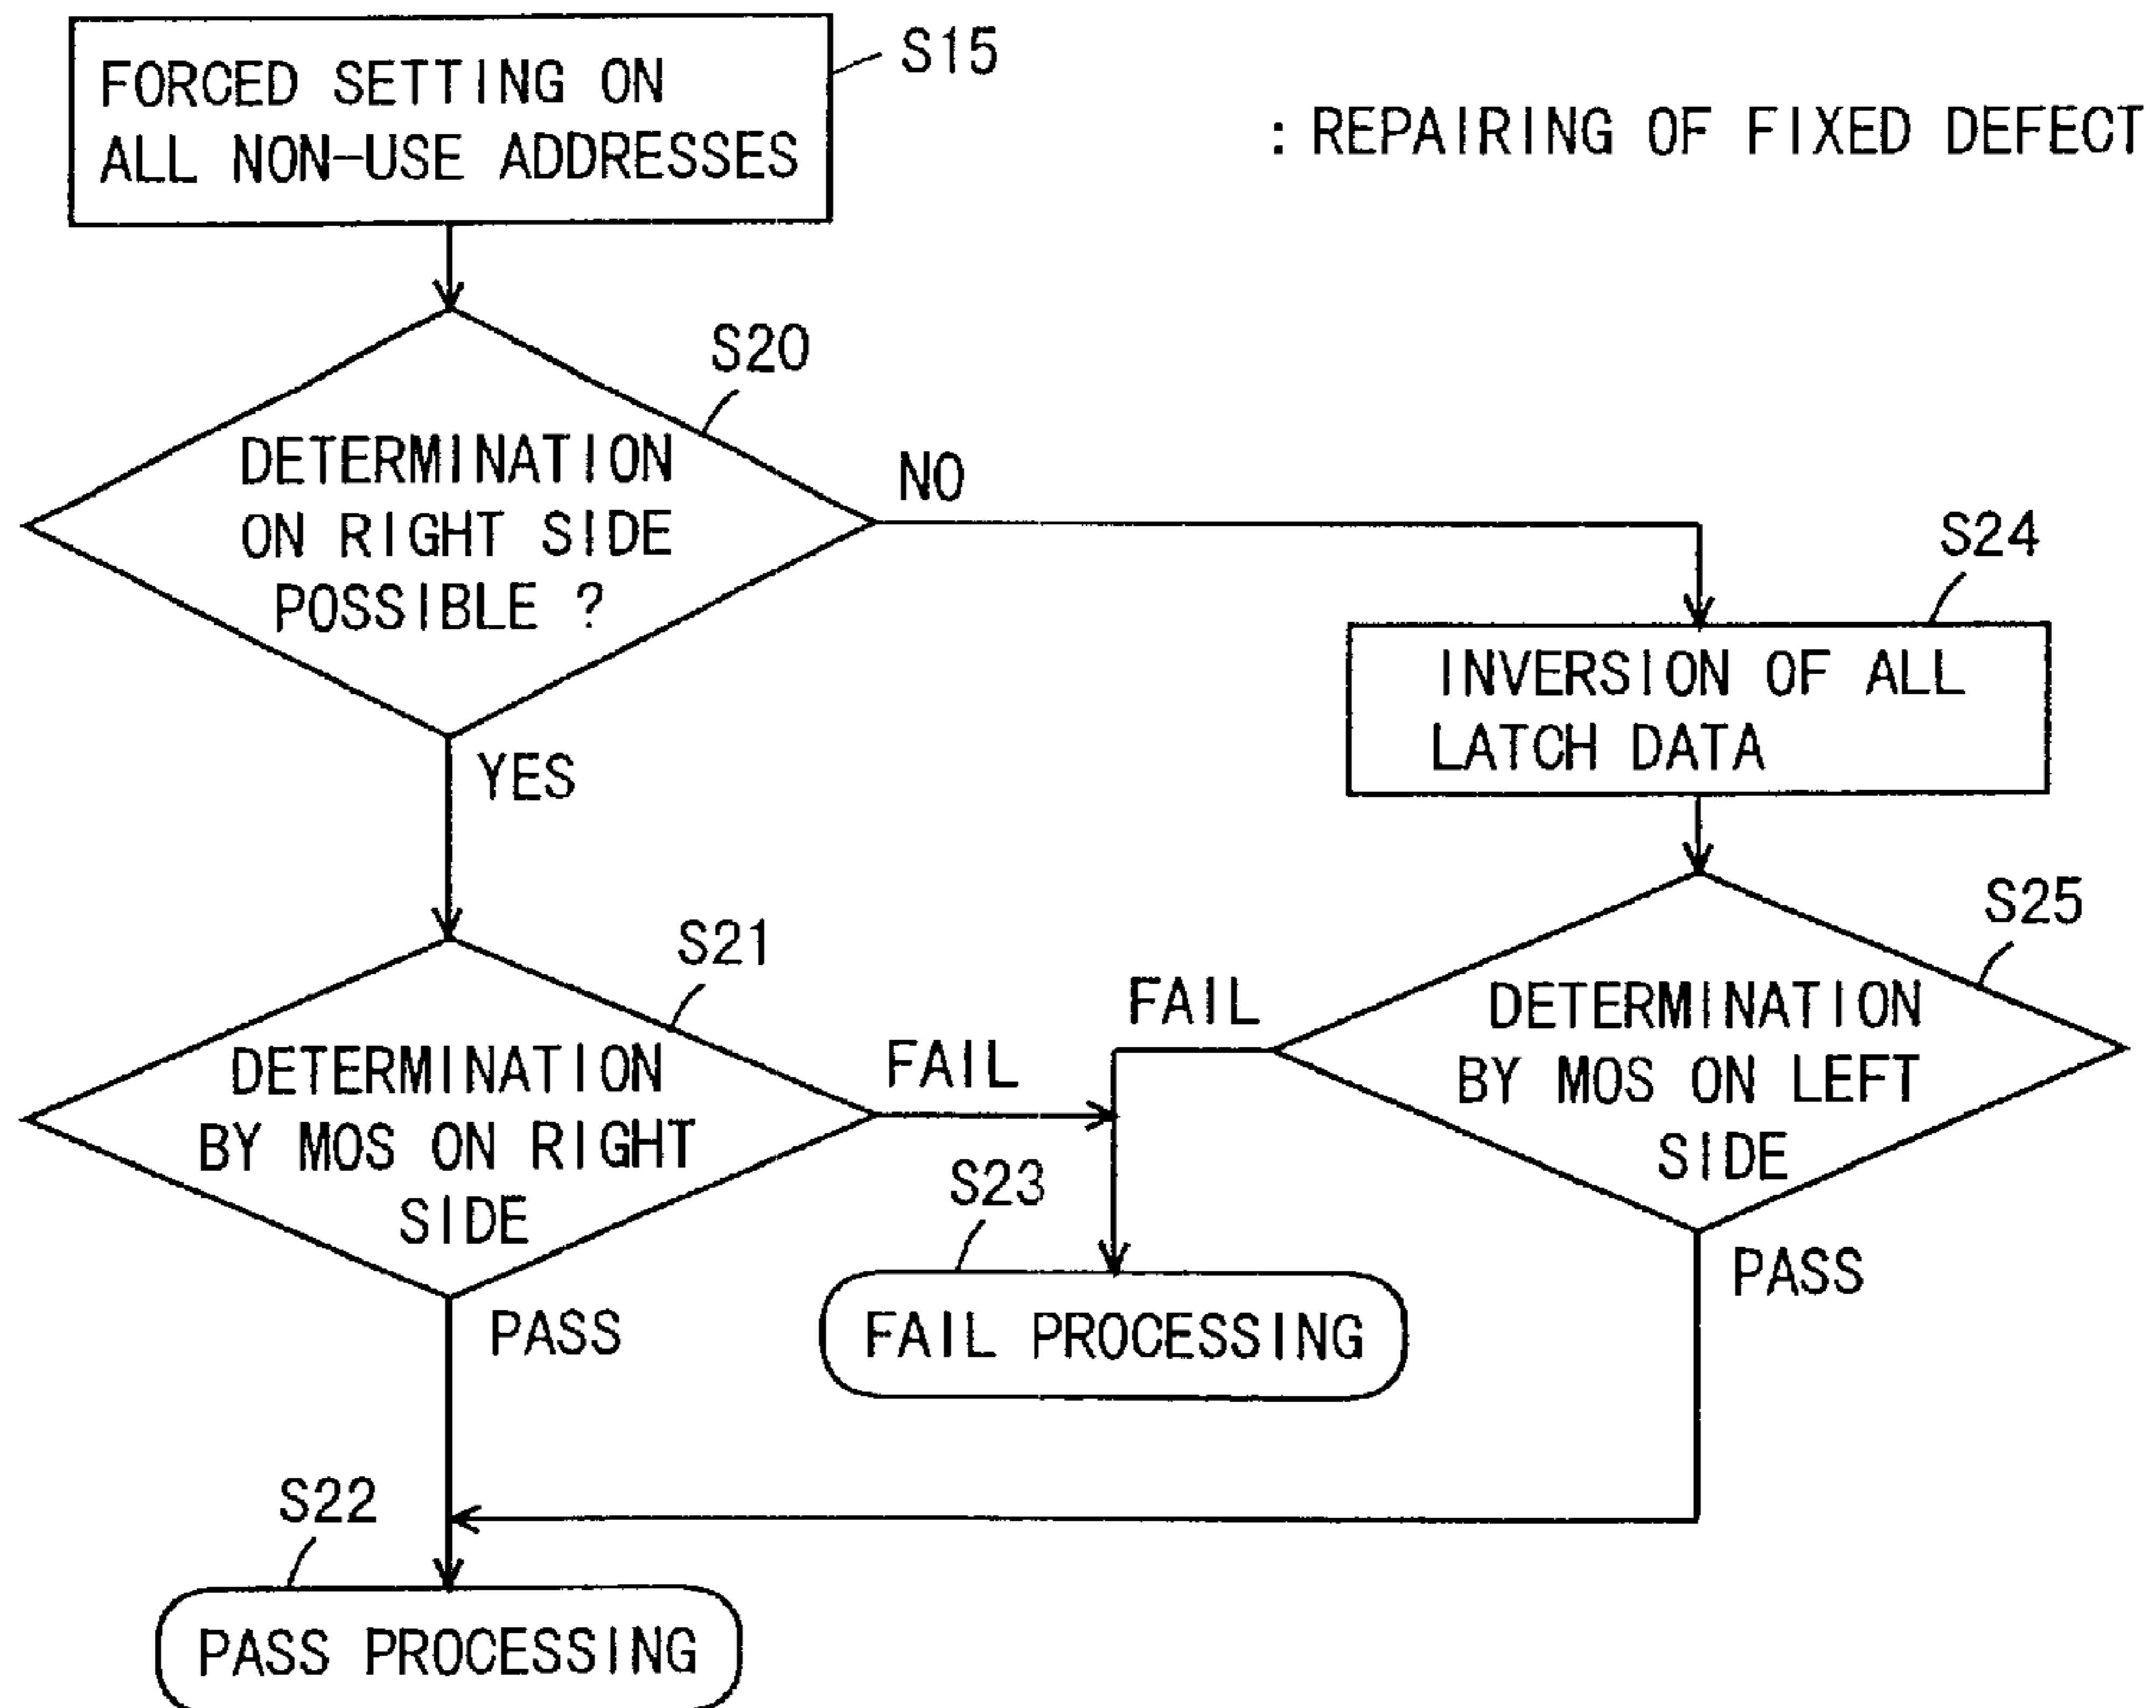 FORCED SETTING ON
ALL NON-USE ADDRESSES
S15
: REPAIRING OF FIXED DEFECT
S20
DETERMINATION
ON RIGHT SIDE
POSSIBLE ?
NO
YES
S24
INVERSION OF ALL
LATCH DATA
S21
DETERMINATION
BY MOS ON RIGHT
SIDE
FAIL
PASS
S25
DETERMINATION
BY MOS ON LEFT
SIDE
FAIL
PASS
S23
FAIL PROCESSING
S22
PASS PROCESSING